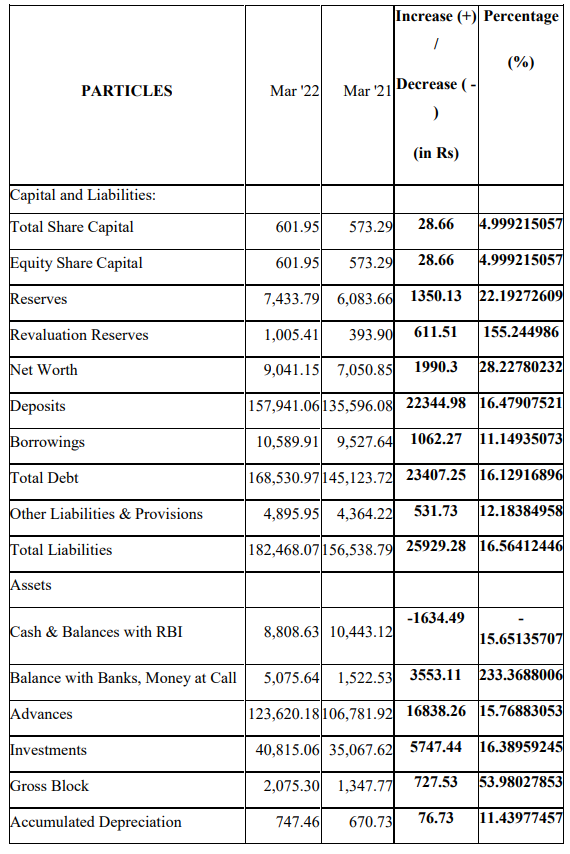 PARTICLES Mar '22 Mar '21 Increase (+) / Decrease ( - ) (in Rs) Percentage (%)
Capital and Liabilities:
Total Share Capital 601.95 573.29 28.66 4.999215057
Equity Share Capital 601.95 573.29 28.66 4.999215057
Reserves 7,433.79 6,083.66 1350.13 22.19272609
Revaluation Reserves 1,005.41 393.90 611.51 155.244986
Net Worth 9,041.15 7,050.85 1990.3 28.22780232
Deposits 157,941.06 135,596.08 22344.98 16.47907521
Borrowings 10,589.91 9,527.64 1062.27 11.14935073
Total Debt 168,530.97 145,123.72 23407.25 16.12916896
Other Liabilities & Provisions 4,895.95 4,364.22 531.73 12.18384958
Total Liabilities 182,468.07 156,538.79 25929.28 16.56412446
Assets
Cash & Balances with RBI 8,808.63 10,443.12 -1634.49 -15.65135707
Balance with Banks, Money at Call 5,075.64 1,522.53 3553.11 233.3688006
Advances 123,620.18 106,781.92 16838.26 15.76883053
Investments 40,815.06 35,067.62 5747.44 16.38959245
Gross Block 2,075.30 1,347.77 727.53 53.98027853
Accumulated Depreciation 747.46 670.73 76.73 11.43977457